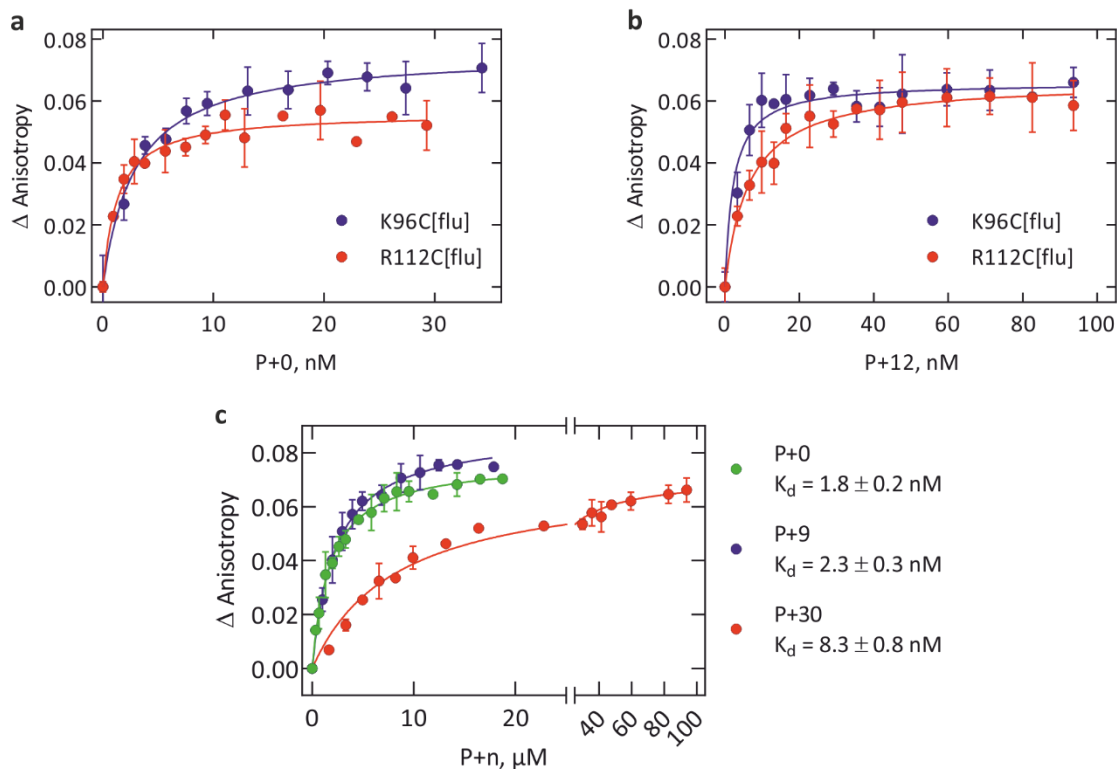 a
Δ Anisotropy
0.08
0.06
0.04
0.02
0.00
K96C[flu]
R112C[flu]
0 10 20 30
P+0, nM
b
Δ Anisotropy
0.08
0.06
0.04
0.02
0.00
K96C[flu]
R112C[flu]
0 20 40 60 80 100
P+12, nM
c
Δ Anisotropy
0.08
0.06
0.04
0.02
0.00
0 10 20 40 60 80 100
P+n, μM
P+0
Kd = 1.8 ± 0.2 nM
P+9
Kd = 2.3 ± 0.3 nM
P+30
Kd = 8.3 ± 0.8 nM